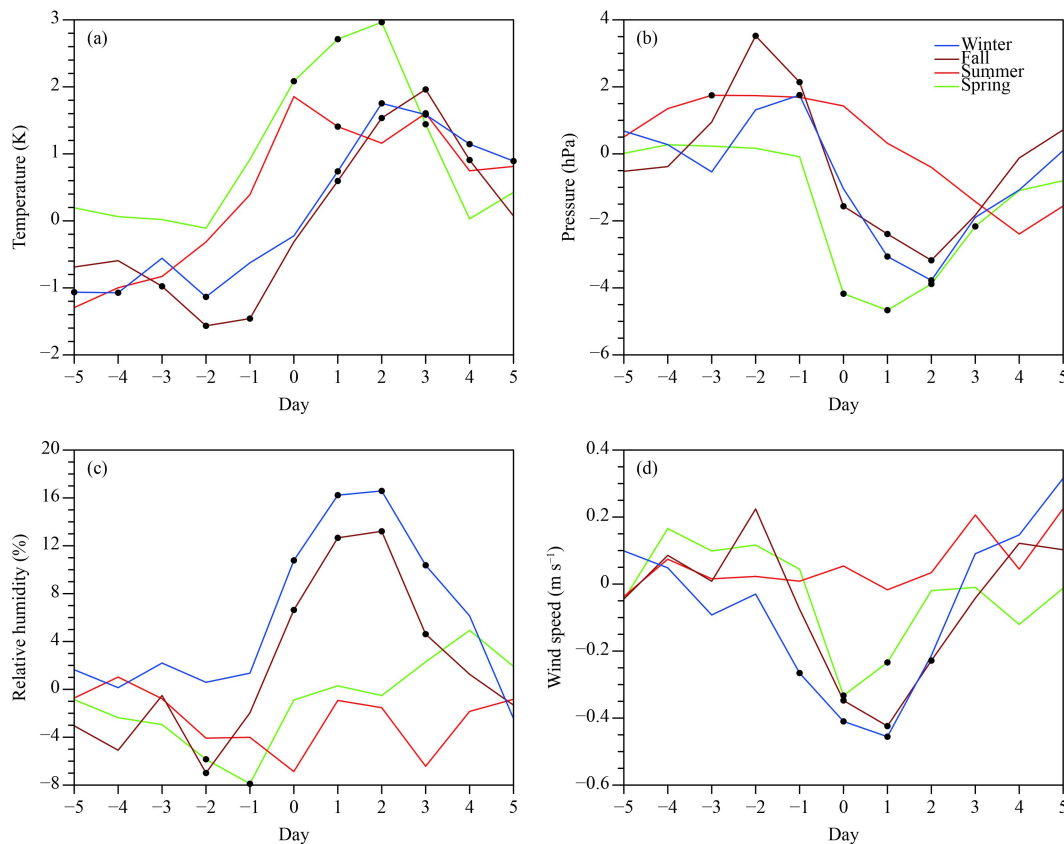 (a)
Temperature (K)
3
2
1
0
−1
−2
−5 −4 −3 −2 −1 0 1 2 3 4 5
Day
(b)
Winter
Fall
Summer
Spring
Pressure (hPa)
6
4
2
0
−2
−4
−6
−5 −4 −3 −2 −1 0 1 2 3 4 5
Day
(c)
Relative humidity (%)
20
16
12
8
4
0
−4
−8
−5 −4 −3 −2 −1 0 1 2 3 4 5
Day
(d)
Wind speed (m s⁻¹)
0.4
0.2
0
−0.2
−0.4
−0.6
−5 −4 −3 −2 −1 0 1 2 3 4 5
Day